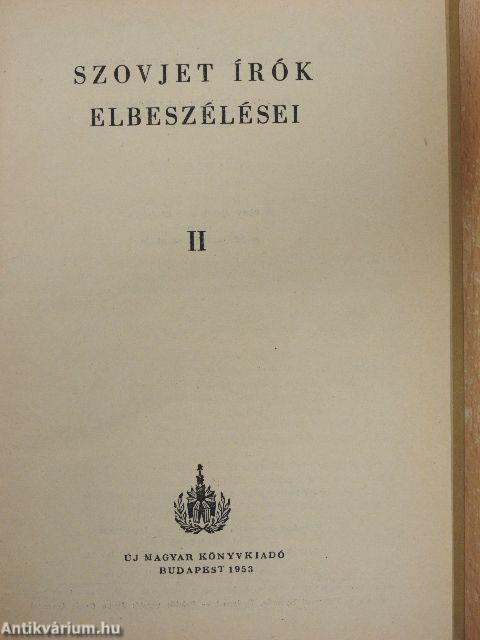 SZOVJET ÍRÓK
ELBESZÉLÉSEI
II
ÚJ MAGYAR KÖNYVKIADÓ
BUDAPEST 1953
Antikvárium.hu